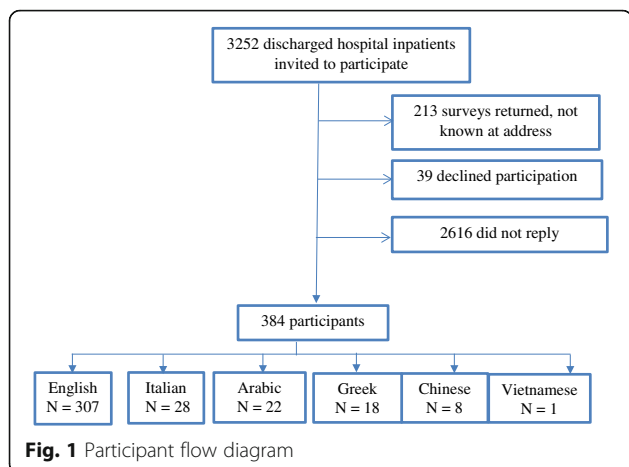 3252 discharged hospital inpatients
invited to participate
213 surveys returned, not
known at address
39 declined participation
2616 did not reply
384 participants
English
N = 307
Italian
N = 28
Arabic
N = 22
Greek
N = 18
Chinese
N = 8
Vietnamese
N = 1
Fig. 1 Participant flow diagram